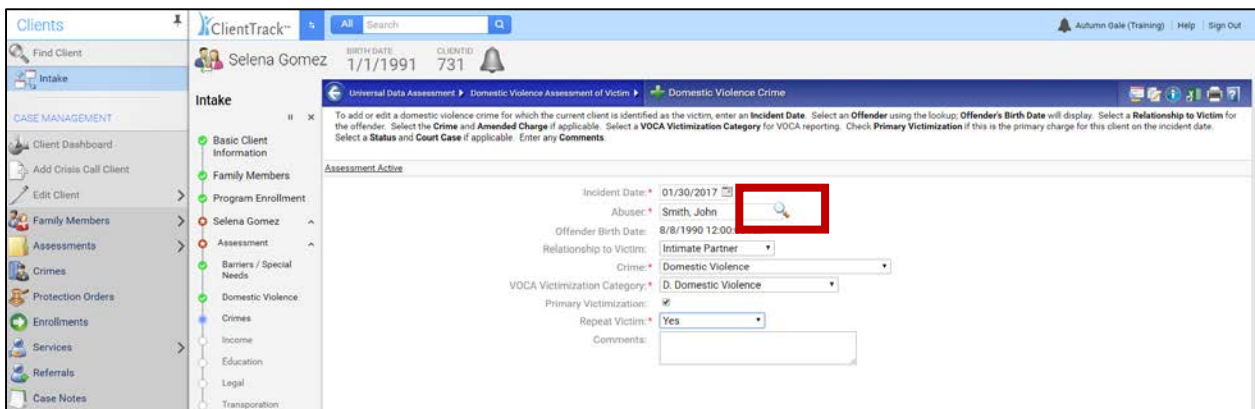 Clients
ClientTrack™
All Search
Autumn Gale (Training) Help Sign Out
Find Client
Intake
CASE MANAGEMENT
Client Dashboard
Add Crisis Call Client
Edit Client
Family Members
Assessments
Crimes
Protection Orders
Enrollments
Services
Referrals
Case Notes
Selena Gomez
BIRTH DATE
1/1/1991
CLIENTID
731
Intake
Basic Client
Information
Family Members
Program Enrollment
Selena Gomez
Assessment
Barriers / Special
Needs
Domestic Violence
Crimes
Income
Education
Legal
Transporation
Universal Data Assessment Domestic Violence Assessment of Victim Domestic Violence Crime
To add or edit a domestic violence crime for which the current client is identified as the victim, enter an Incident Date. Select an Offender using the lookup; Offender's Birth Date will display. Select a Relationship to Victim for
the offender. Select the Crime and Amended Charge if applicable. Select a VOCA Victimization Category for VOCA reporting. Check Primary Victimization if this is the primary charge for this client on the incident date.
Select a Status and Court Case if applicable. Enter any Comments.
Assessment Active
Incident Date:* 01/30/2017
Abuser:* Smith, John
Offender Birth Date: 8/8/1990 12:00:
Relationship to Victim: Intimate Partner
Crime:* Domestic Violence
VOCA Victimization Category:* D. Domestic Violence
Primary Victimization:
Repeat Victim:* Yes
Comments: